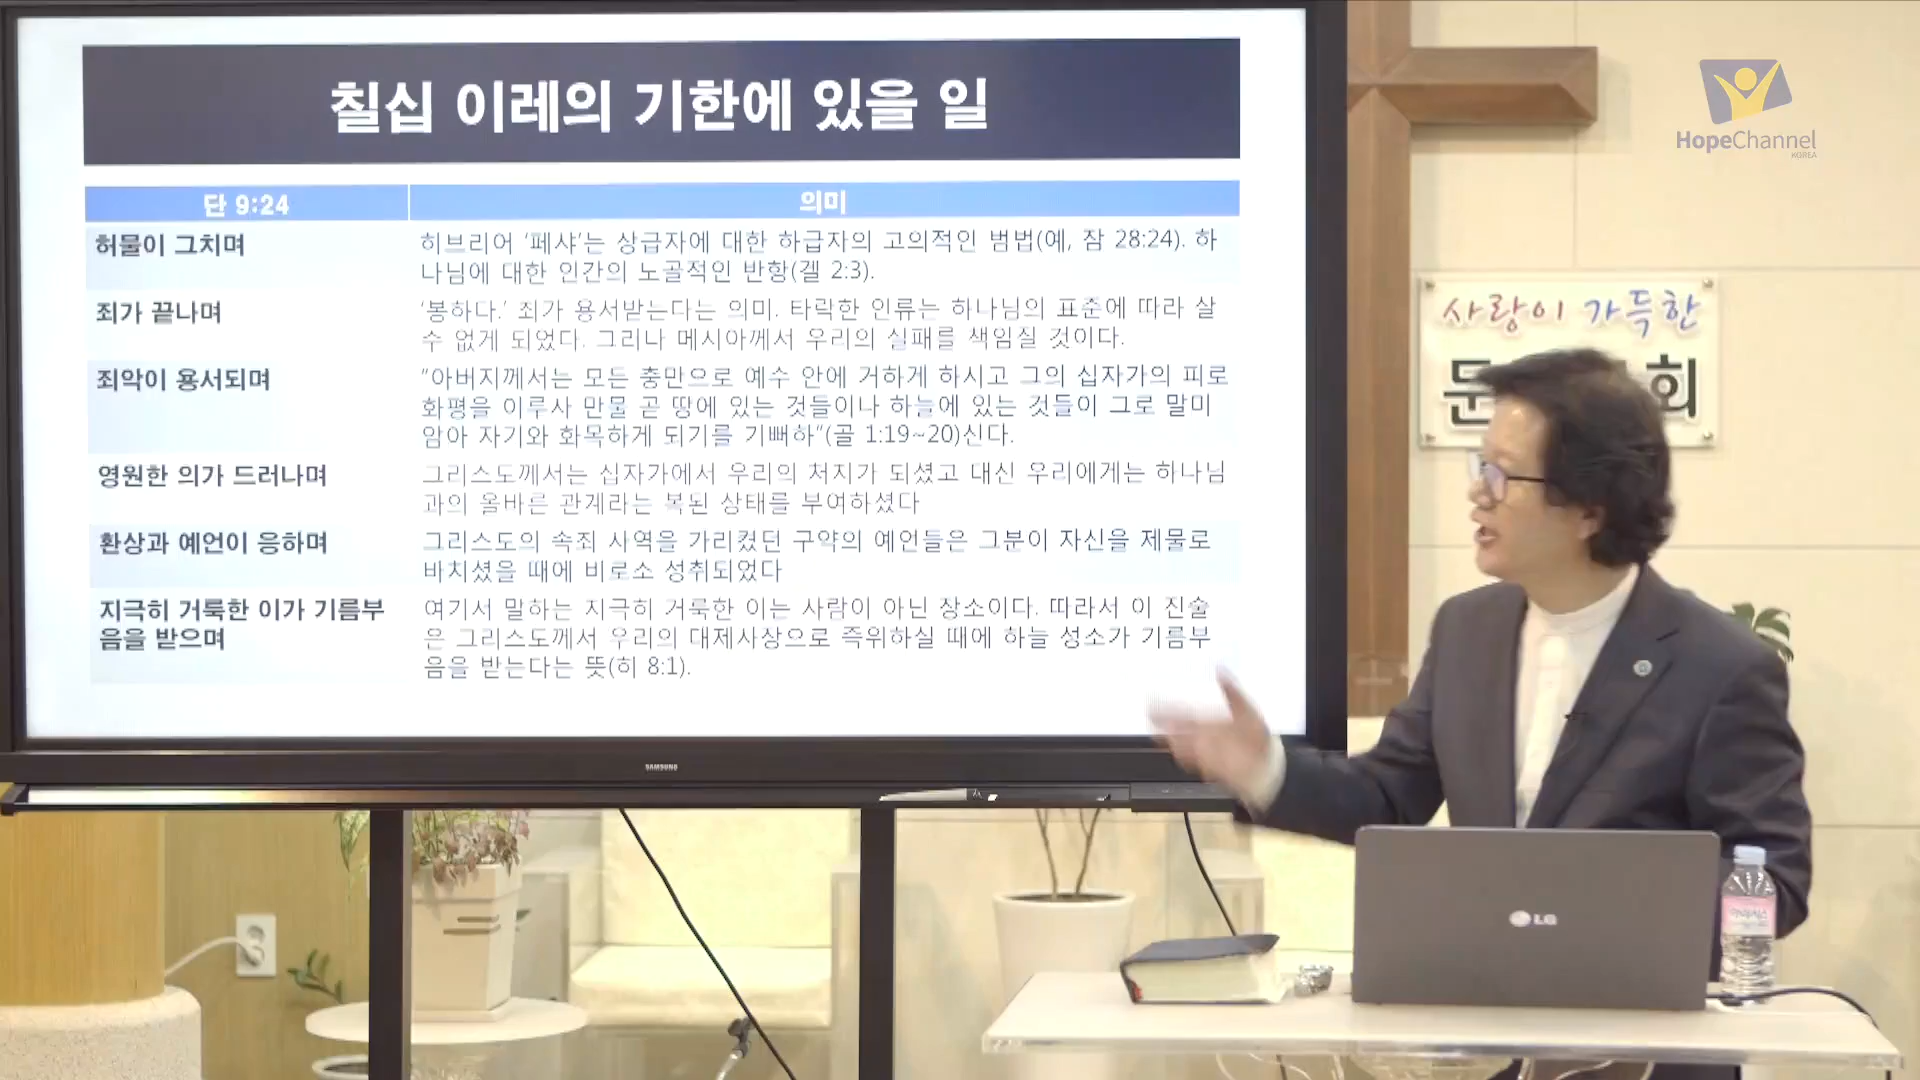 칠십 이레의 기한에 있을 일
단 9:24
의미
허물이 그치며
히브리어 '페샤'는 상급자에 대한 하급자의 고의적인 범법(예, 잠 28:24). 하
나님에 대한 인간의 노골적인 반항(겔 2:3).
죄가 끝나며
'봉하다.' 죄가 용서받는다는 의미. 타락한 인류는 하나님의 표준에 따라 살
수 없게 되었다. 그러나 메시아께서 우리의 실패를 책임질 것이다.
죄악이 용서되며
"아버지께서는 모든 충만으로 예수 안에 거하게 하시고 그의 십자가의 피로
화평을 이루사 만물 곧 땅에 있는 것들이나 하늘에 있는 것들이 그로 말미
암아 자기와 화목하게 되기를 기뻐하"(골 1:19~20)신다.
영원한 의가 드러나며
그리스도께서는 십자가에서 우리의 처지가 되셨고 대신 우리에게는 하나님
과의 올바른 관계라는 복된 상태를 부여하셨다
환상과 예언이 응하며
그리스도의 속죄 사역을 가리켰던 구약의 예언들은 그분이 자신을 제물로
바치셨을 때에 비로소 성취되었다
지극히 거룩한 이가 기름부
음을 받으며
여기서 말하는 지극히 거룩한 이는 사람이 아닌 장소이다. 따라서 이 진술
은 그리스도께서 우리의 대제사장으로 즉위하실 때에 하늘 성소가 기름부
음을 받는다는 뜻(히 8:1).
SAMSUNG
HopeChannel
KOREA
사랑이 가득한
회
LG